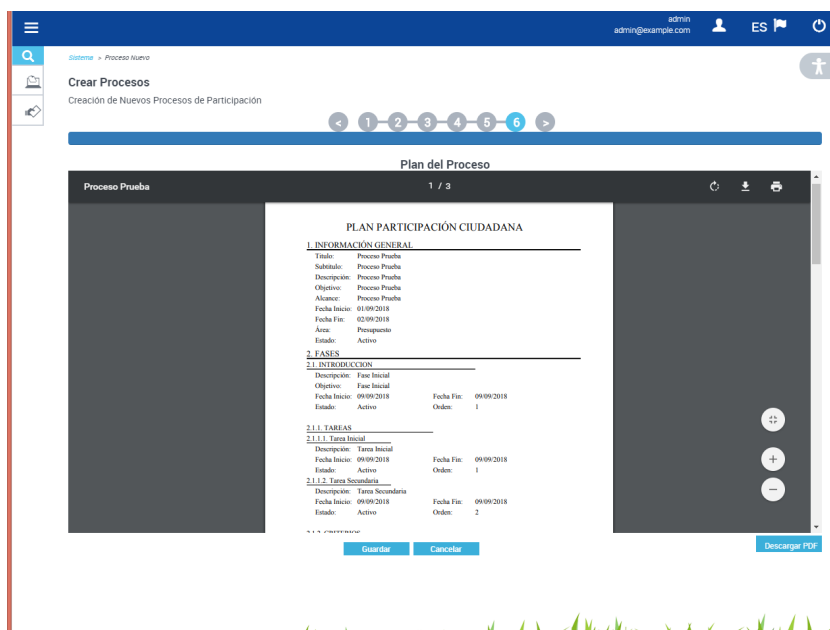 admin
admin@example.com
ES
Sistema » Proceso Nuevo
Crear Procesos
Creación de Nuevos Procesos de Participación
< 1 2 3 4 5 6 >
Plan del Proceso
Proceso Prueba 1 / 3
PLAN PARTICIPACIÓN CIUDADANA
1. INFORMACIÓN GENERAL
Titulo: Proceso Prueba
Subtitulo: Proceso Prueba
Descripción: Proceso Prueba
Objetivo: Proceso Prueba
Alcance: Proceso Prueba
Fecha Inicio: 01/09/2018
Fecha Fin: 02/09/2018
Área: Presupuesto
Estado: Activo
2. FASES
2.1. INTRODUCCION
Descripción: Fase Inicial
Objetivo: Fase Inicial
Fecha Inicio: 09/09/2018 Fecha Fin: 09/09/2018
Estado: Activo Orden: 1
2.1.1. TAREAS
2.1.1.1. Tarea Inicial
Descripción: Tarea Inicial
Fecha Inicio: 09/09/2018 Fecha Fin: 09/09/2018
Estado: Activo Orden: 1
2.1.1.2. Tarea Secundaria
Descripción: Tarea Secundaria
Fecha Inicio: 09/09/2018 Fecha Fin: 09/09/2018
Estado: Activo Orden: 2
2.1.2. CRITERIOS
Guardar Cancelar Descargar PDF